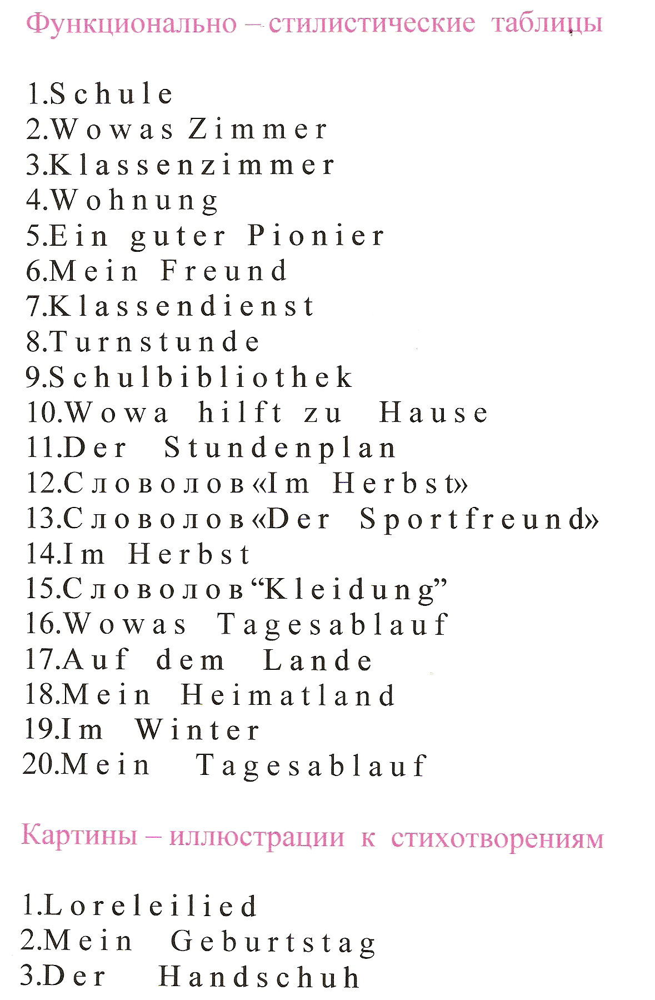 Функционально – стилистические таблицы
1.Schule
2.Wowas Zimmer
3.Klassenzimmer
4.Wohnung
5.Ein guter Pionier
6.Mein Freund
7.Klassendienst
8.Turnstunde
9.Schulbibliothek
10.Wowa hilft zu Hause
11.Der Stundenplan
12.Словолов «Im Herbst»
13.Словолов «Der Sportfreund»
14.Im Herbst
15.Словолов “Kleidung”
16.Wowas Tagesablauf
17.Auf dem Lande
18.Mein Heimatland
19.Im Winter
20.Mein Tagesablauf
Картины – иллюстрации к стихотворениям
1.Loreleilied
2.Mein Geburtstag
3.Der Handschuh